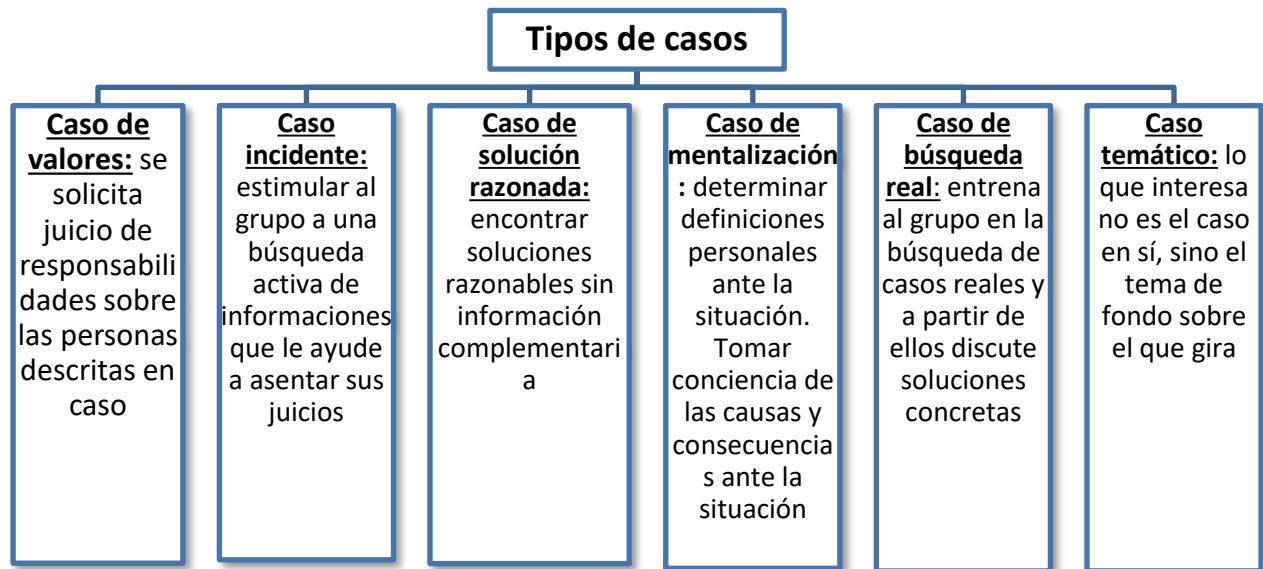 Tipos de casos
Caso de
valores: se
solicita
juicio de
responsabili
dades sobre
las personas
descritas en
caso
Caso
incidente:
estimular al
grupo a una
búsqueda
activa de
informaciones
que le ayude
a asentar sus
juicios
Caso de
solución
razonada:
encontrar
soluciones
razonables sin
información
complementari
a
Caso de
mentalización
: determinar
definiciones
personales
ante la
situación.
Tomar
conciencia de
las causas y
consecuencia
s ante la
situación
Caso de
búsqueda
real: entrena
al grupo en la
búsqueda de
casos reales y
a partir de
ellos discute
soluciones
concretas
Caso
temático: lo
que interesa
no es el caso
en sí, sino el
tema de
fondo sobre
el que gira